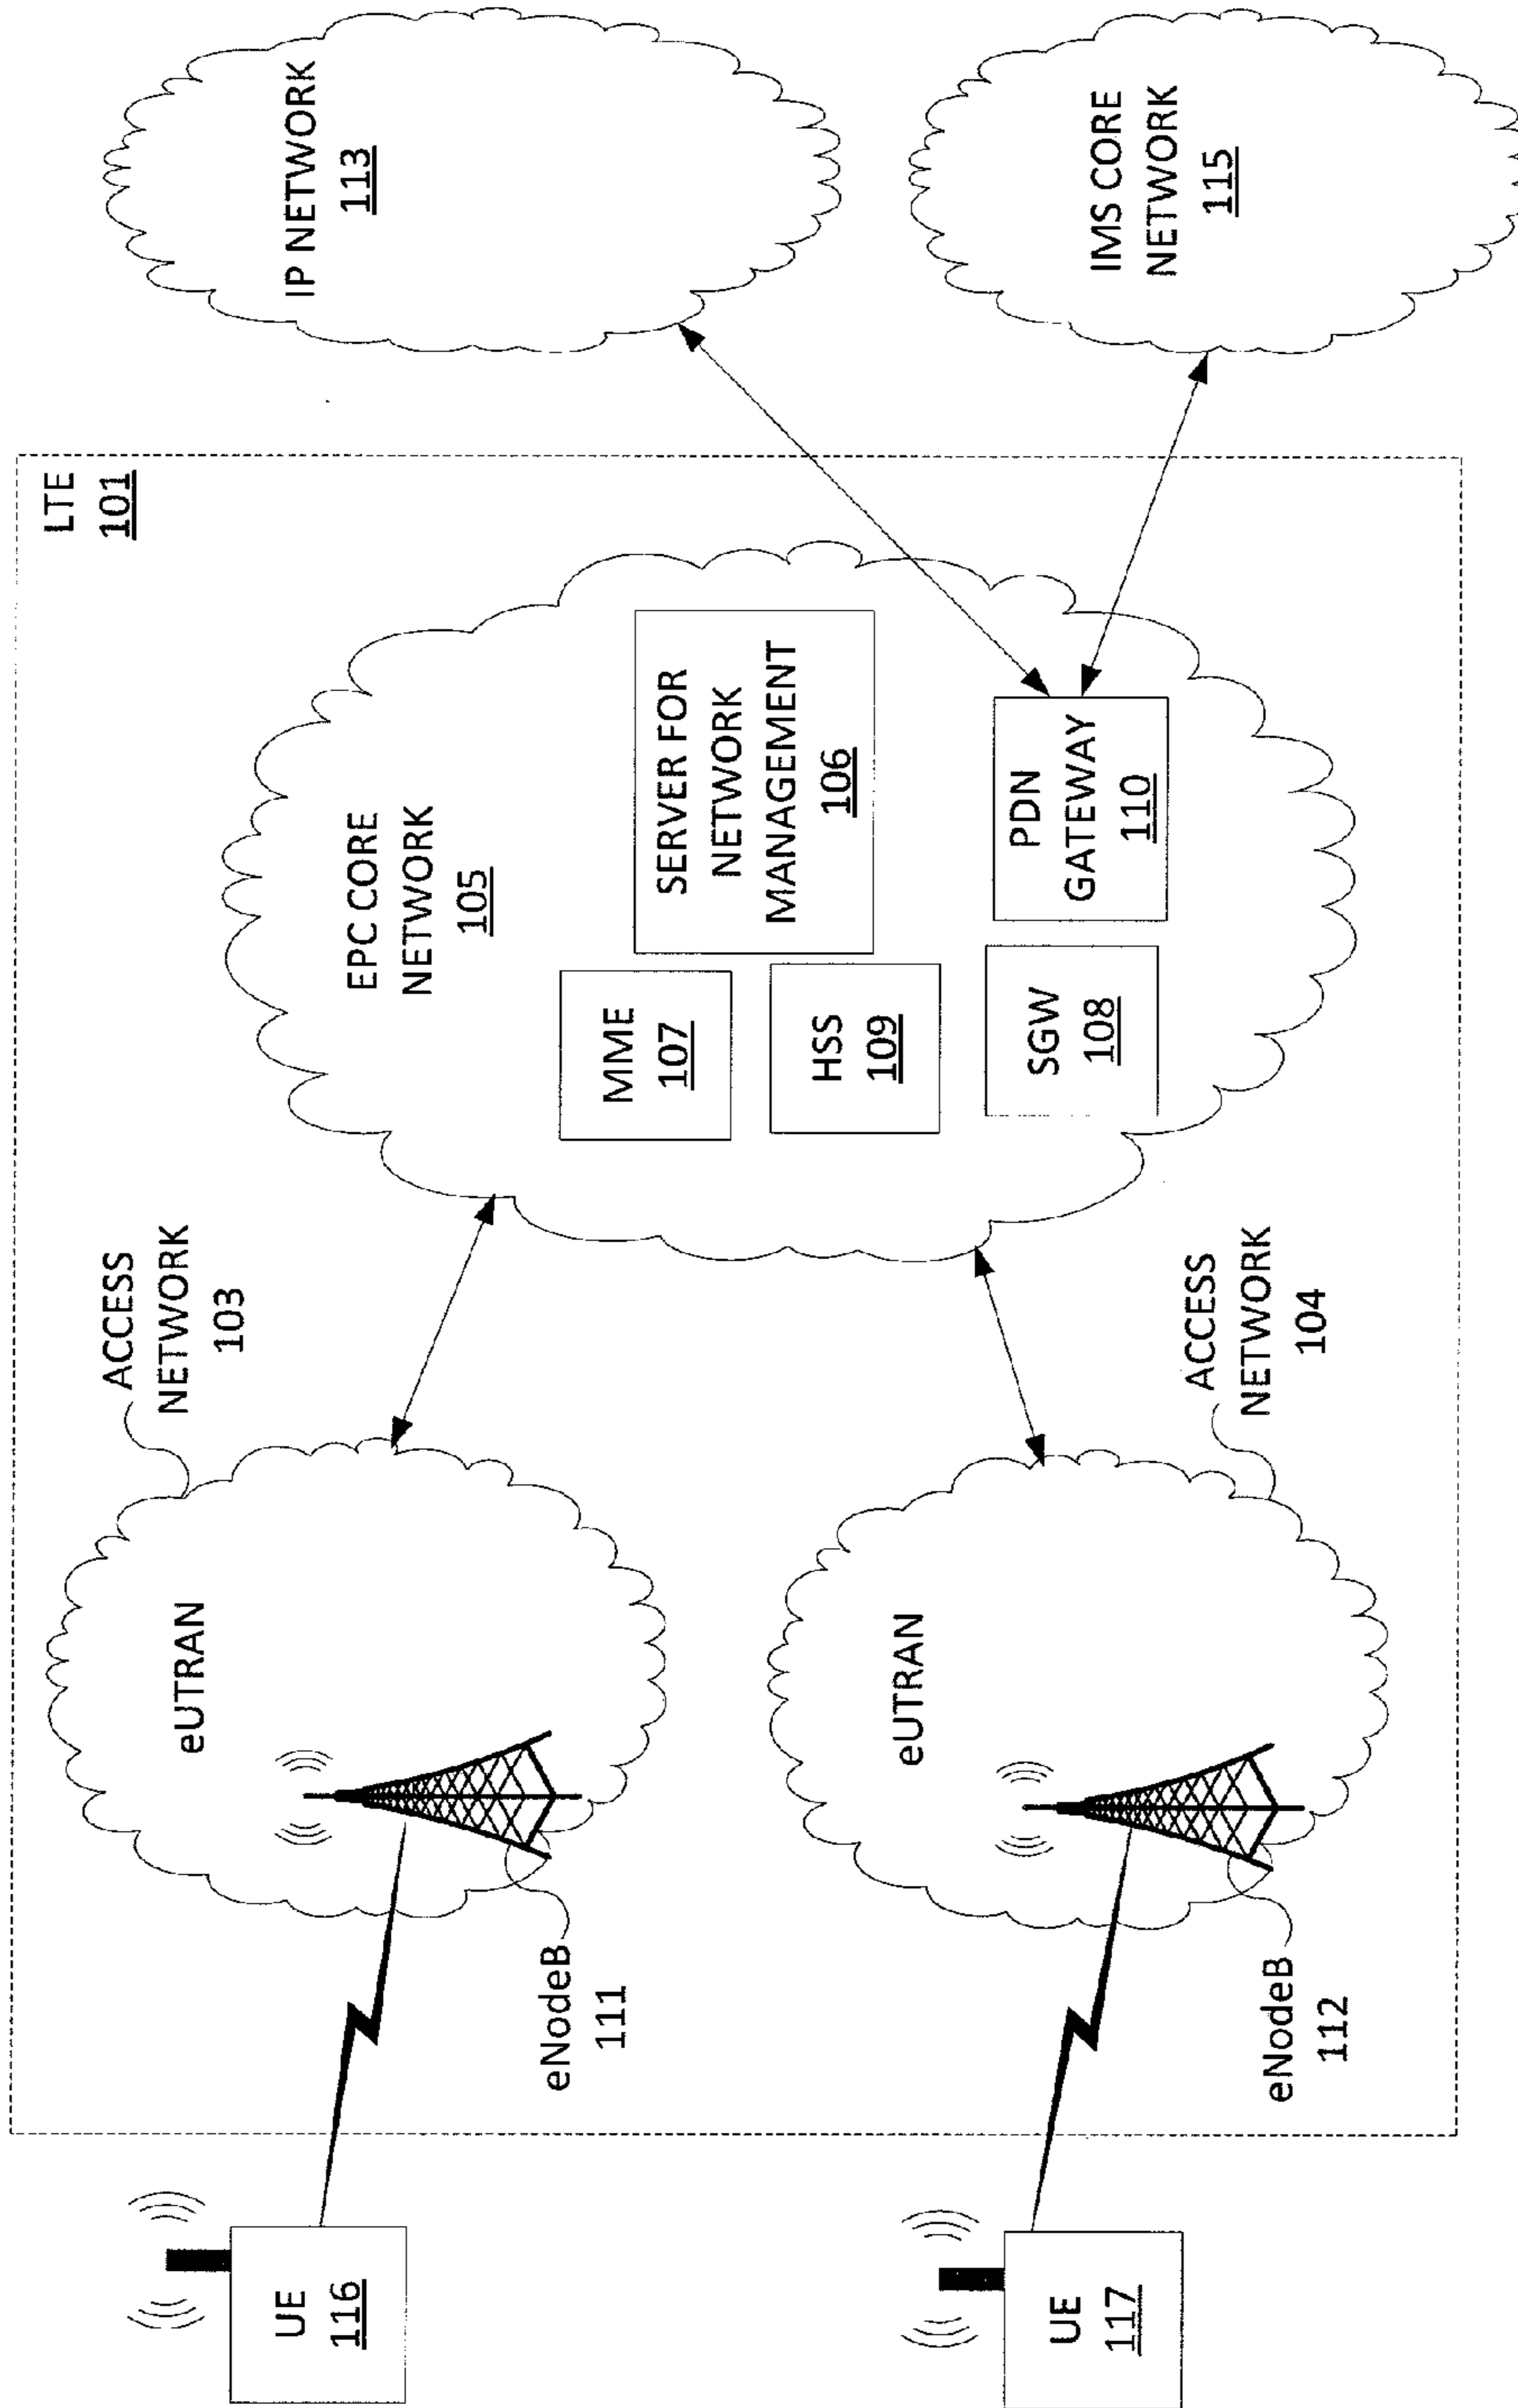 LTE
101
UE
116
eNodeB
111
eUTRAN
ACCESS
NETWORK
103
EPC CORE
NETWORK
105
MME
107
HSS
109
SGW
108
SERVER FOR
NETWORK
MANAGEMENT
106
PDN
GATEWAY
110
IP NETWORK
113
UE
117
eNodeB
112
eUTRAN
ACCESS
NETWORK
104
IMS CORE
NETWORK
115